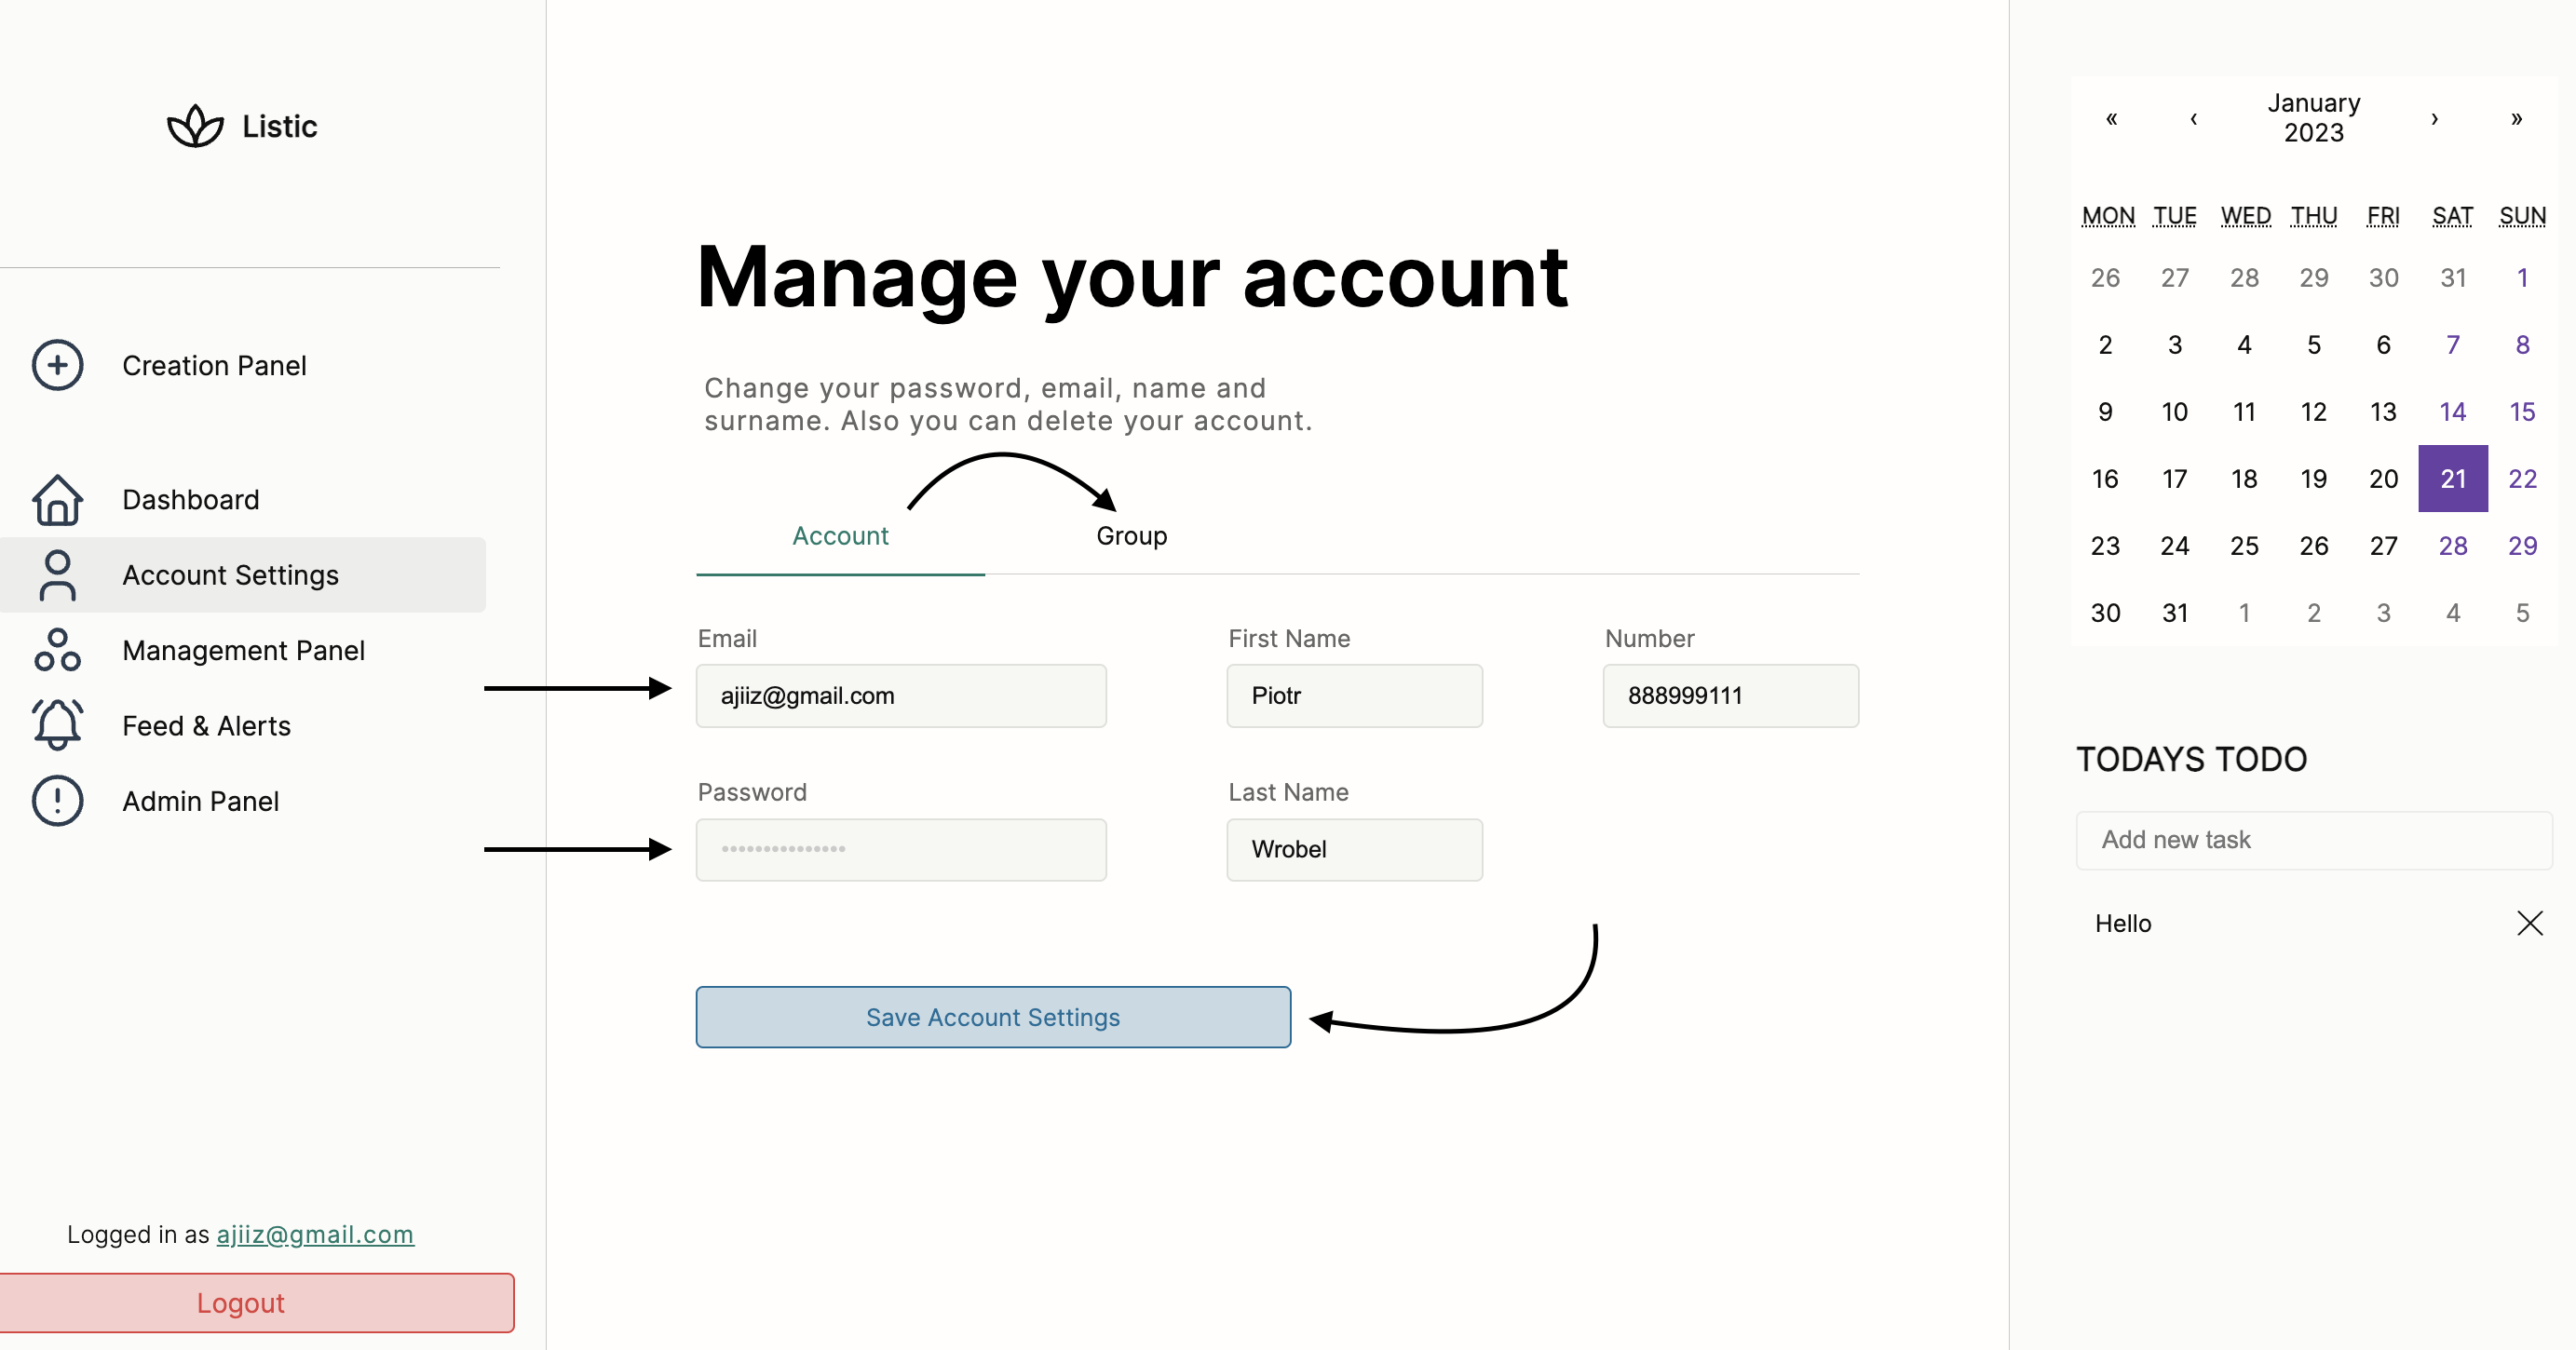 Listic
Creation Panel
Dashboard
Account Settings
Management Panel
Feed & Alerts
Admin Panel
Logged in as ajiiz@gmail.com
Logout
Manage your account
Change your password, email, name and
surname. Also you can delete your account.
Account Group
Email First Name Number
ajiiz@gmail.com Piotr 888999111
Password Last Name
••••••••••••••• Wrobel
Save Account Settings
« ‹ January › »
2023
MON TUE WED THU FRI SAT SUN
26 27 28 29 30 31 1
2 3 4 5 6 7 8
9 10 11 12 13 14 15
16 17 18 19 20 21 22
23 24 25 26 27 28 29
30 31 1 2 3 4 5
TODAYS TODO
Add new task
Hello